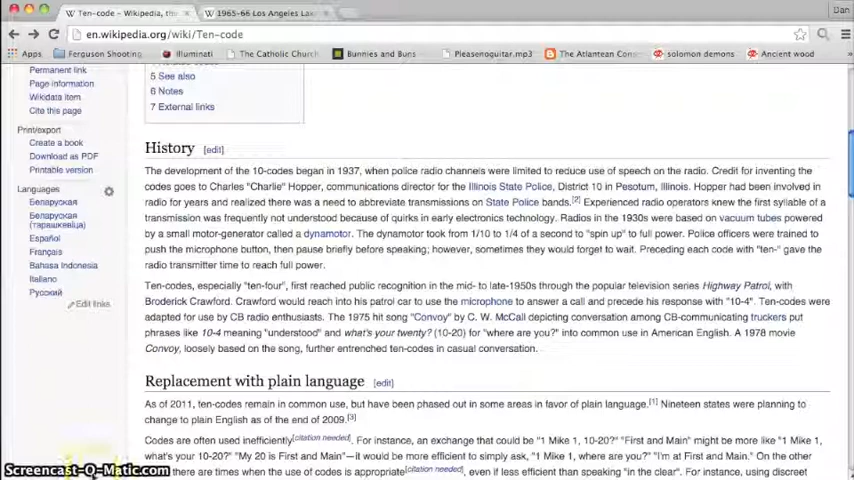 Ten-code – Wikipedia, the
1965-66 Los Angeles Lak
Dan
en.wikipedia.org/wiki/Ten-code
Apps
Ferguson Shooting
illuminati
The Catholic Church
Bunnies and Buns
Pleasenoguitar.mp3
The Atlantean Cons
solomon demons
Ancient wood
Permanent link
Page information
Wikidata item
Cite this page
Print/export
Create a book
Download as PDF
Printable version
Languages
Беларуская
Беларуская
(тарашкевіца)
Español
Français
Bahasa Indonesia
Italiano
Русский
Edit links
5 See also
6 Notes
7 External links
History [edit]
The development of the 10-codes began in 1937, when police radio channels were limited to reduce use of speech on the radio. Credit for inventing the
codes goes to Charles "Charlie" Hopper, communications director for the Illinois State Police, District 10 in Pesotum, Illinois. Hopper had been involved in
radio for years and realized there was a need to abbreviate transmissions on State Police bands.[2] Experienced radio operators knew the first syllable of a
transmission was frequently not understood because of quirks in early electronics technology. Radios in the 1930s were based on vacuum tubes powered
by a small motor-generator called a dynamotor. The dynamotor took from 1/10 to 1/4 of a second to "spin up" to full power. Police officers were trained to
push the microphone button, then pause briefly before speaking; however, sometimes they would forget to wait. Preceding each code with "ten-" gave the
radio transmitter time to reach full power.
Ten-codes, especially "ten-four", first reached public recognition in the mid- to late-1950s through the popular television series Highway Patrol, with
Broderick Crawford. Crawford would reach into his patrol car to use the microphone to answer a call and precede his response with "10-4". Ten-codes were
adapted for use by CB radio enthusiasts. The 1975 hit song "Convoy" by C. W. McCall depicting conversation among CB-communicating truckers put
phrases like 10-4 meaning "understood" and what's your twenty? (10-20) for "where are you?" into common use in American English. A 1978 movie
Convoy, loosely based on the song, further entrenched ten-codes in casual conversation.
Replacement with plain language [edit]
As of 2011, ten-codes remain in common use, but have been phased out in some areas in favor of plain language.[1] Nineteen states were planning to
change to plain English as of the end of 2009.[3]
Codes are often used inefficiently[citation needed]. For instance, an exchange that could be "1 Mike 1, 10-20?" "First and Main" might be more like "1 Mike 1,
what's your 10-20?" "My 20 is First and Main"—it would be more efficient to simply ask, "1 Mike 1, where are you?" "I'm at First and Main." On the other
there are times when the use of codes is appropriate[citation needed], even if less efficient than speaking "in the clear". For instance, using discreet
Screencast-O-Matic.com